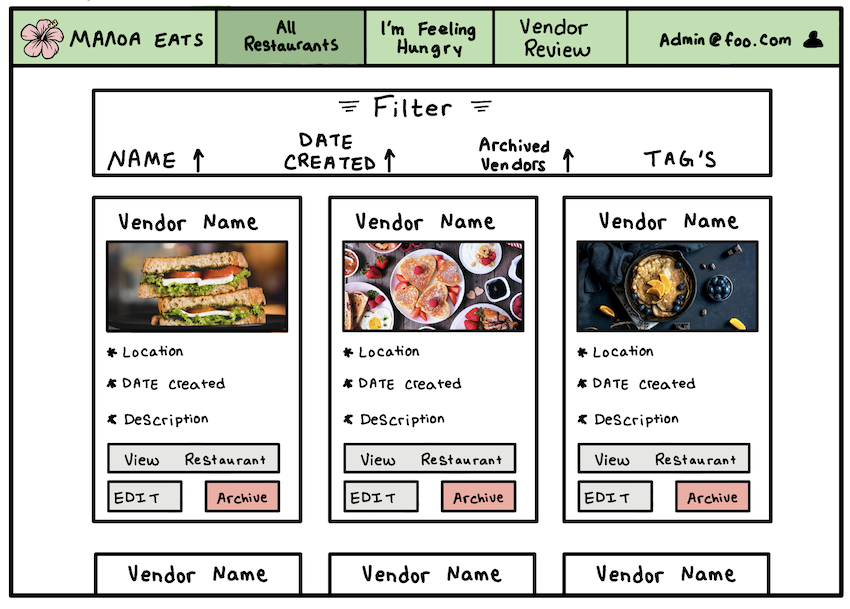 MANOA EATS
All
Restaurants
I'm Feeling
Hungry
Vendor
Review
Admin@foo.com
Filter
NAME ↑
DATE
CREATED ↑
Archived
Vendors ↑
TAG'S
Vendor Name
* Location
* DATE created
* Description
View Restaurant
EDIT
Archive
Vendor Name
* Location
* DATE created
* Description
View Restaurant
EDIT
Archive
Vendor Name
* Location
* DATE created
* Description
View Restaurant
EDIT
Archive
Vendor Name
Vendor Name
Vendor Name